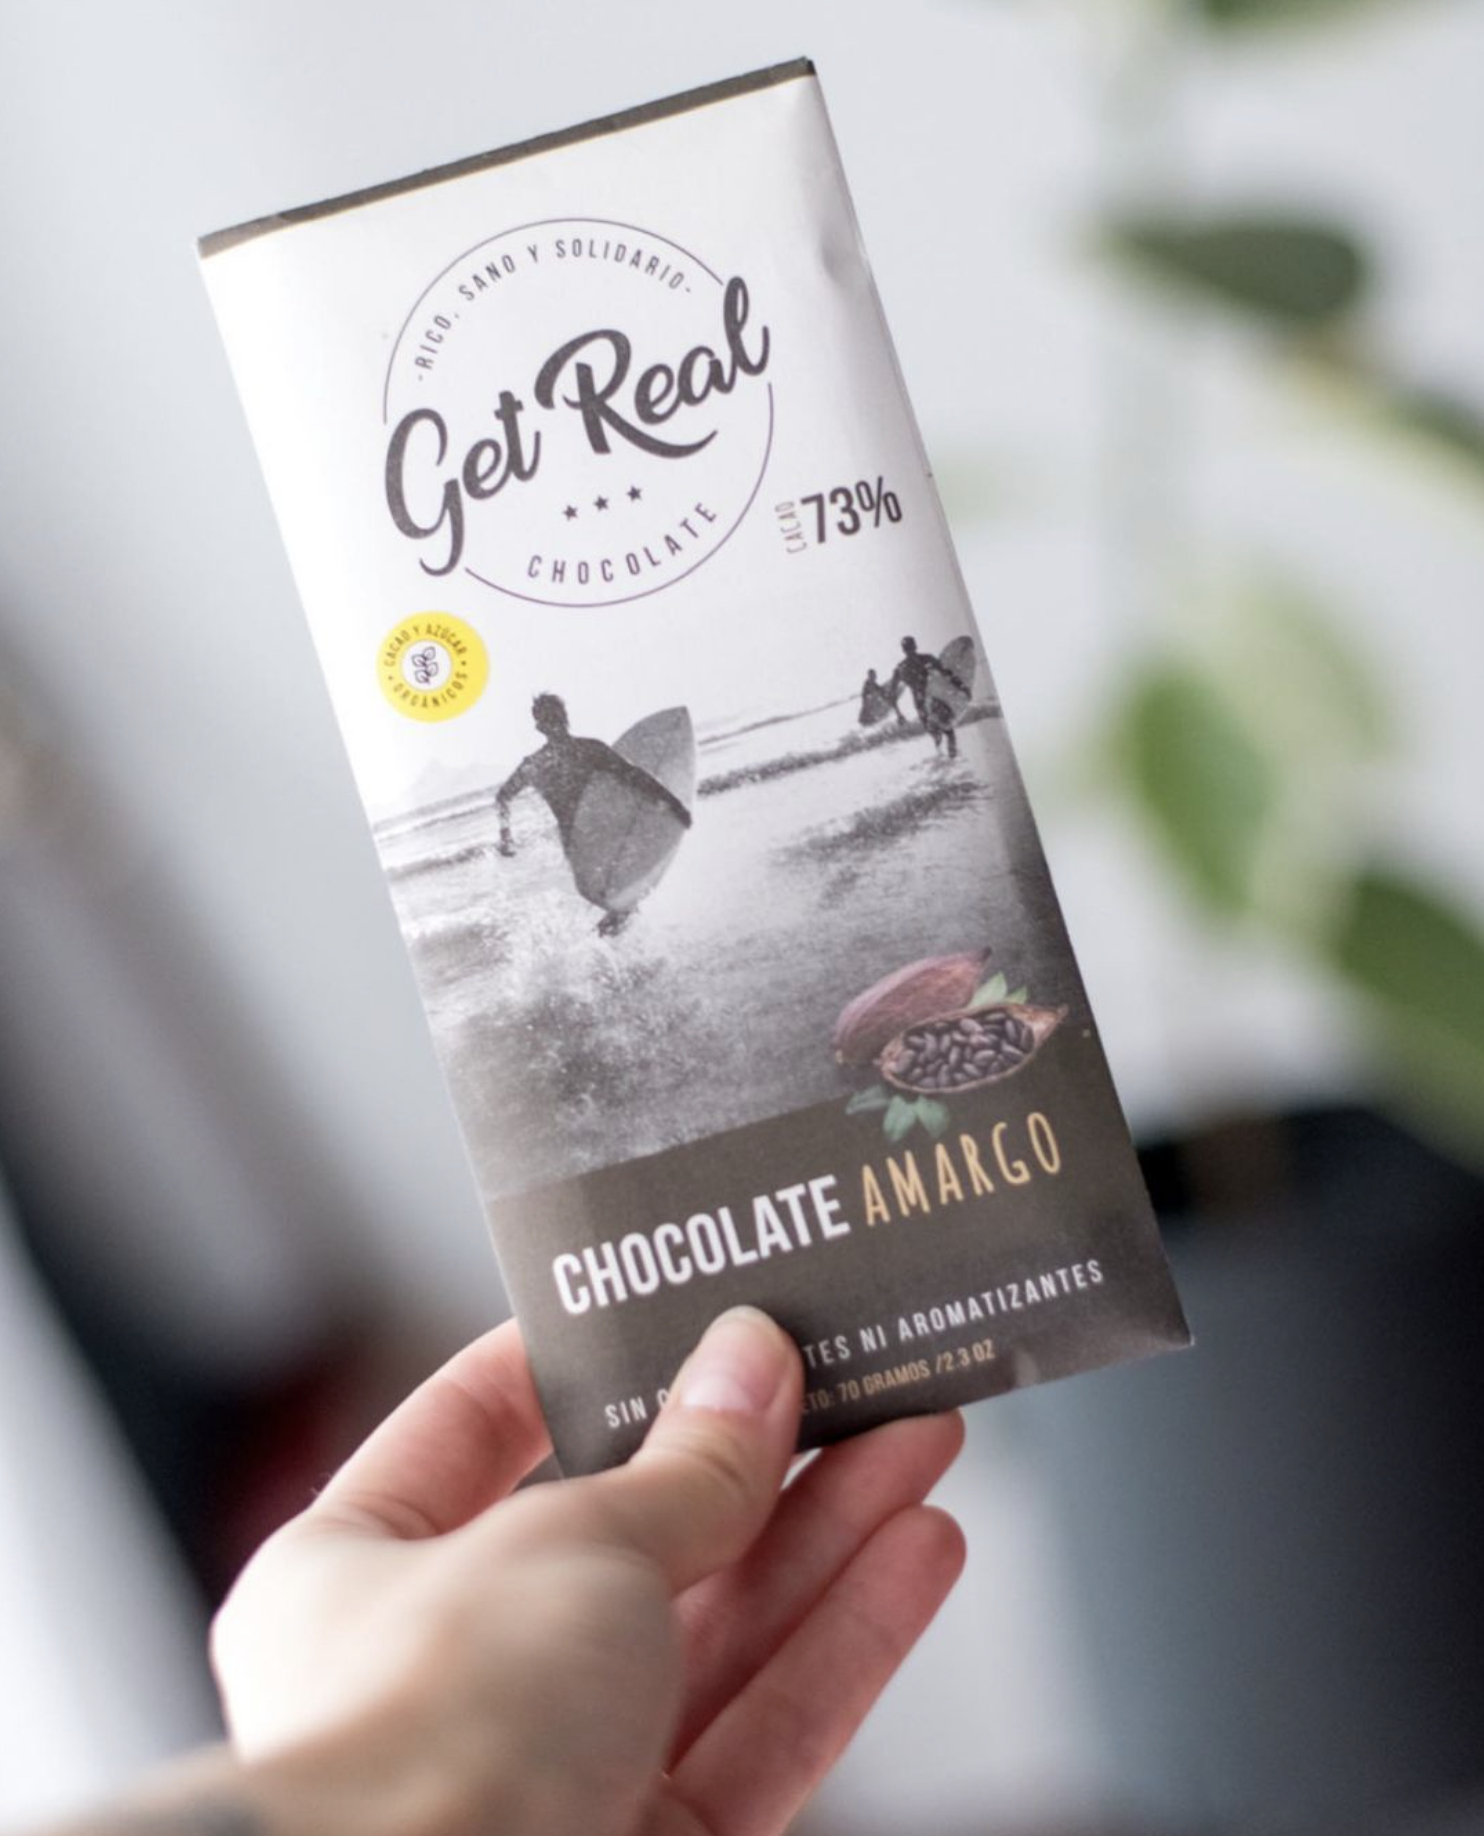 -RICO, SANO Y SOLIDARIO-
Get Real
CHOCOLATE
CACAO 73%
CACAO Y AZÚCAR
ORGÁNICOS
CHOCOLATE AMARGO
SIN TES NI AROMATIZANTES
ETO: 70 GRAMOS /2.3 OZ